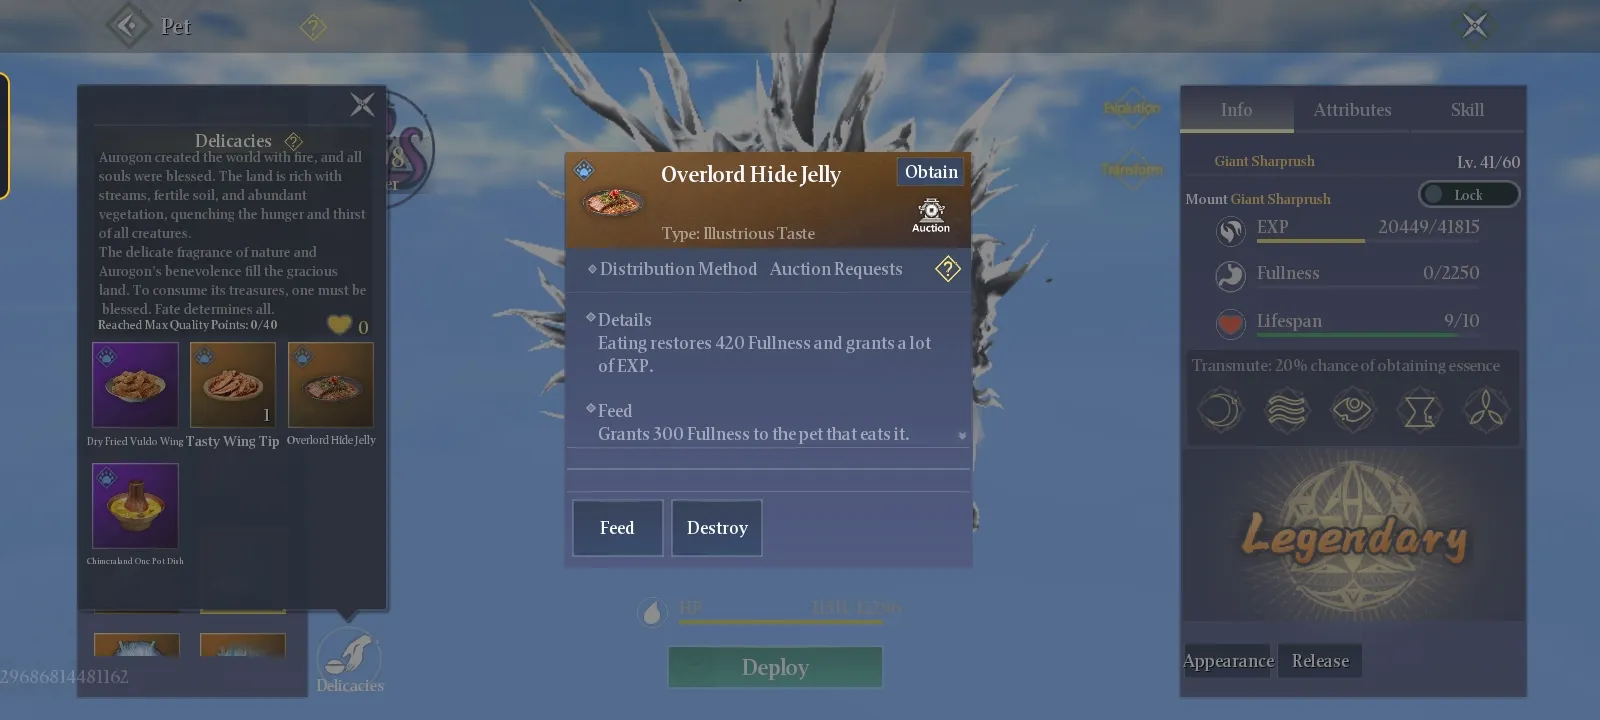 Pet
Delicacies
Aurogon created the world with fire, and all
souls were blessed. The land is rich with
streams, fertile soil, and abundant
vegetation, quenching the hunger and thirst
of all creatures.
The delicate fragrance of nature and
Aurogon's benevolence fill the gracious
land. To consume its treasures, one must be
blessed. Fate determines all.
Reached Max Quality Points: 0/40
0
1
Dry Fried Vuldo Wing
Tasty Wing Tip
Overlord Hide Jelly
Chimeraland One Pot Dish
29686814481162
Delicacies
Overlord Hide Jelly
Obtain
Auction
Type: Illustrious Taste
Distribution Method Auction Requests
Details
Eating restores 420 Fullness and grants a lot
of EXP.
Feed
Grants 300 Fullness to the pet that eats it.
Feed
Destroy
HP
Deploy
Evolution
Transform
Info
Attributes
Skill
Giant Sharprush
Lv. 41/60
Mount Giant Sharprush
Lock
EXP
20449/41815
Fullness
0/2250
Lifespan
9/10
Transmute: 20% chance of obtaining essence
Legendary
Appearance
Release